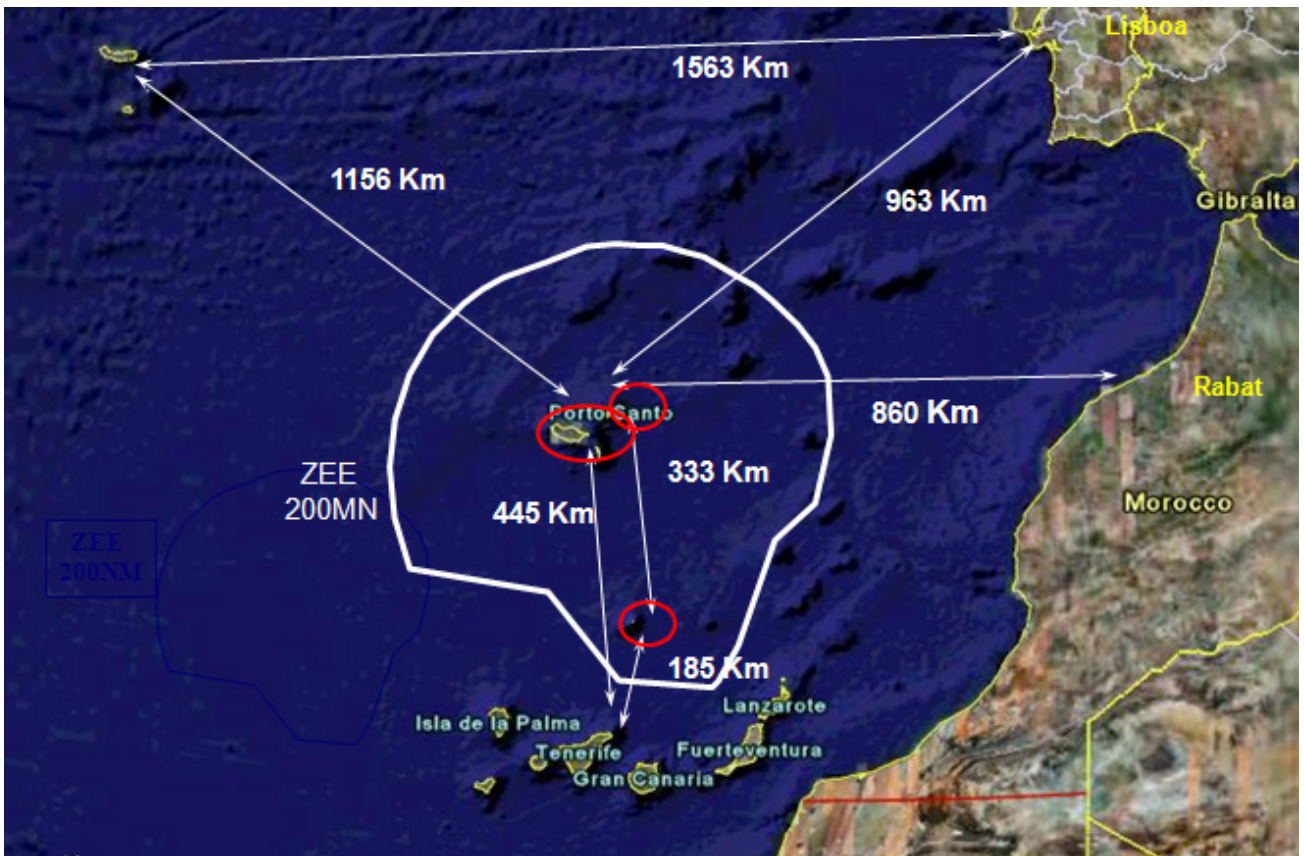 Lisboa
1563 Km
1156 Km
963 Km
Gibralta
Porto Santo
860 Km
Rabat
ZEE
200MN
445 Km
333 Km
Morocco
ZEE
200NM
185 Km
Lanzarote
Isla de la Palma
Tenerife
Fuerteventura
Gran Canaria